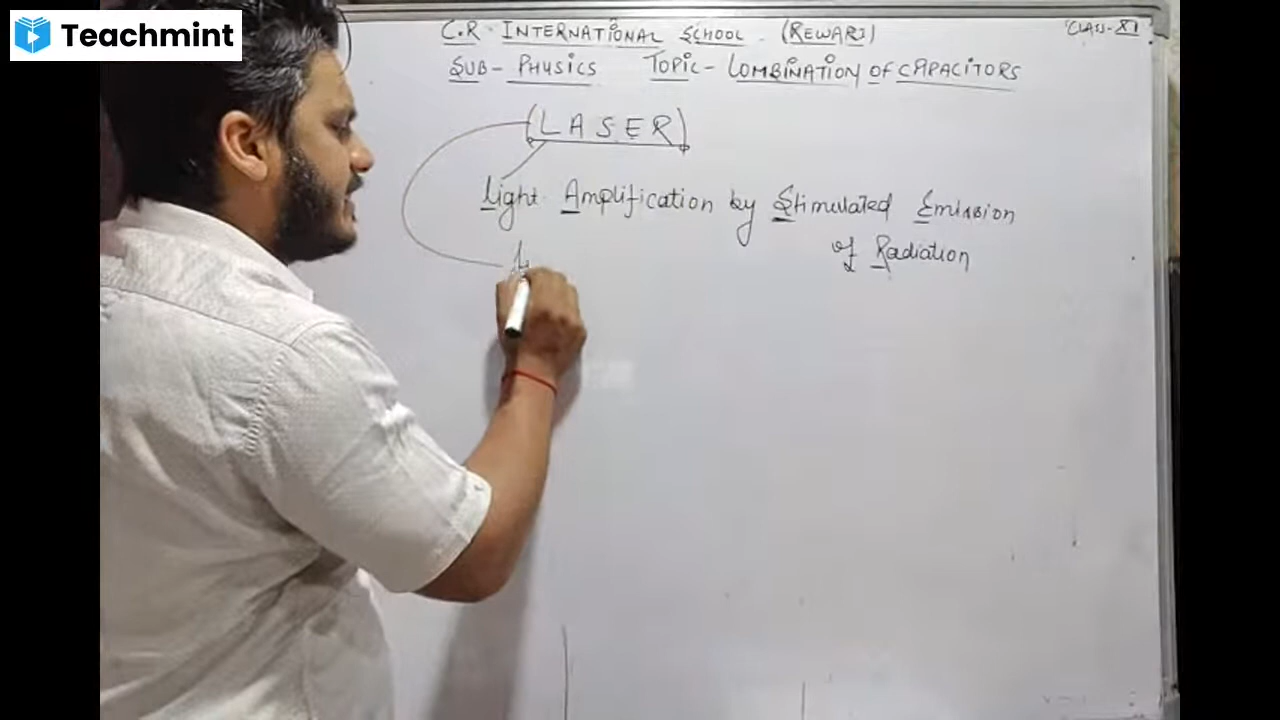 Teachmint
C.R. INTERNATIONAL SCHOOL. (REWARI)
CLASS-XI
SUB- PHYSICS TOPIC- COMBINATION OF CAPACITORS
(LASER)
Light Amplification by Stimulated Emission
of Radiation